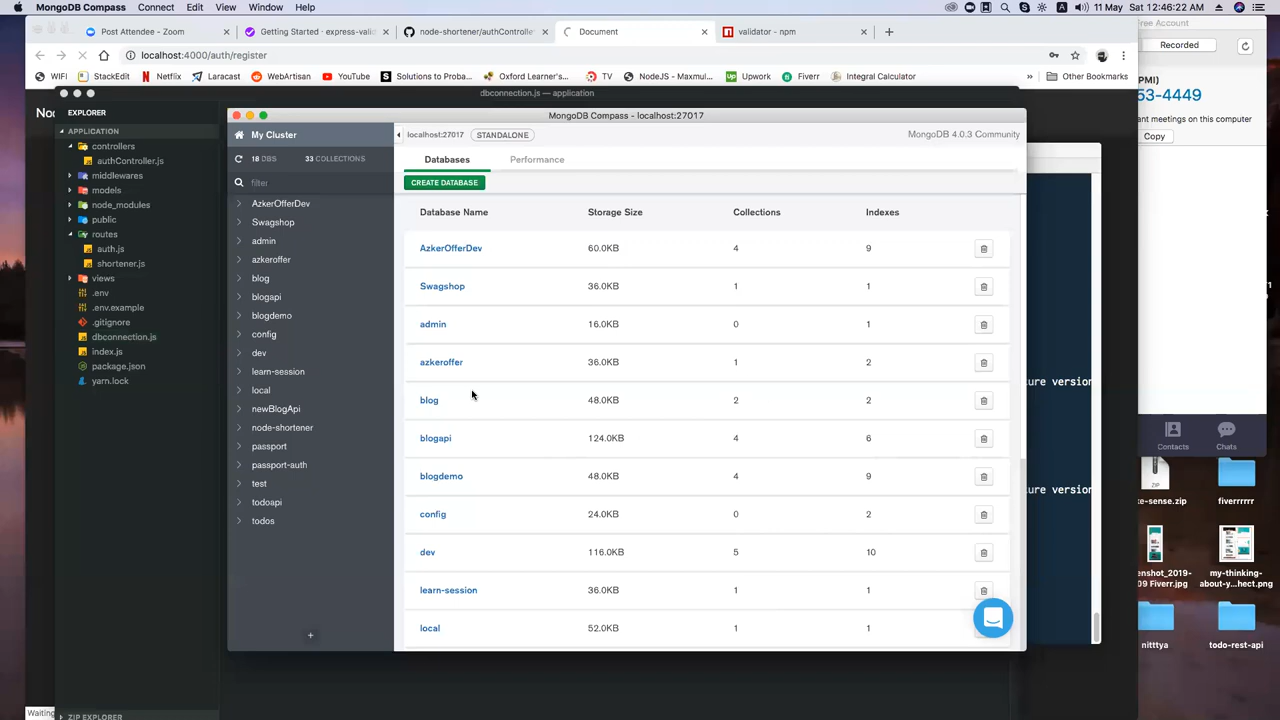 MongoDB Compass Connect Edit View Window Help
11 May Sat 12:46:22
Post Attendee - Zoom
Getting Started · express-vali
node-shortener/authControlle
Document
validator - npm
localhost:4000/auth/register
WIFI StackEdit Netflix Laracast WebArtisan YouTube Solutions to Proba... Oxford Learner's... TV NodeJS - Maxmu... Upwork Fiverr Integral Calculator » Other Bookmarks
Free Account
Recorded
PMI)
53-4449
meetings on this computer
Copy
Contacts
Chats
dbconnection.js — application
EXPLORER
APPLICATION
controllers
authController.js
middlewares
models
node_modules
public
routes
auth.js
shortener.js
views
.env
.env.example
.gitignore
dbconnection.js
index.js
package.json
yarn.lock
ZIP EXPLORER
Waiting
MongoDB Compass - localhost:27017
My Cluster
18 DBS 33 COLLECTIONS
filter
AzkerOfferDev
Swagshop
admin
azkeroffer
blog
blogapi
blogdemo
config
dev
learn-session
local
newBlogApi
node-shortener
passport
passport-auth
test
todoapi
todos
localhost:27017 STANDALONE MongoDB 4.0.3 Community
Databases Performance
CREATE DATABASE
Database Name Storage Size Collections Indexes
AzkerOfferDev 60.0KB 4 9
Swagshop 36.0KB 1 1
admin 16.0KB 0 1
azkeroffer 36.0KB 1 2
blog 48.0KB 2 2
blogapi 124.0KB 4 6
blogdemo 48.0KB 4 9
config 24.0KB 0 2
dev 116.0KB 5 10
learn-session 36.0KB 1 1
local 52.0KB 1 1
ure version
ure version
ke-sense.zip
fiverrrrrr
enshot_2019-
09 Fiverr.jpg
my-thinking-
about-y...hect.png
nitttya
todo-rest-api